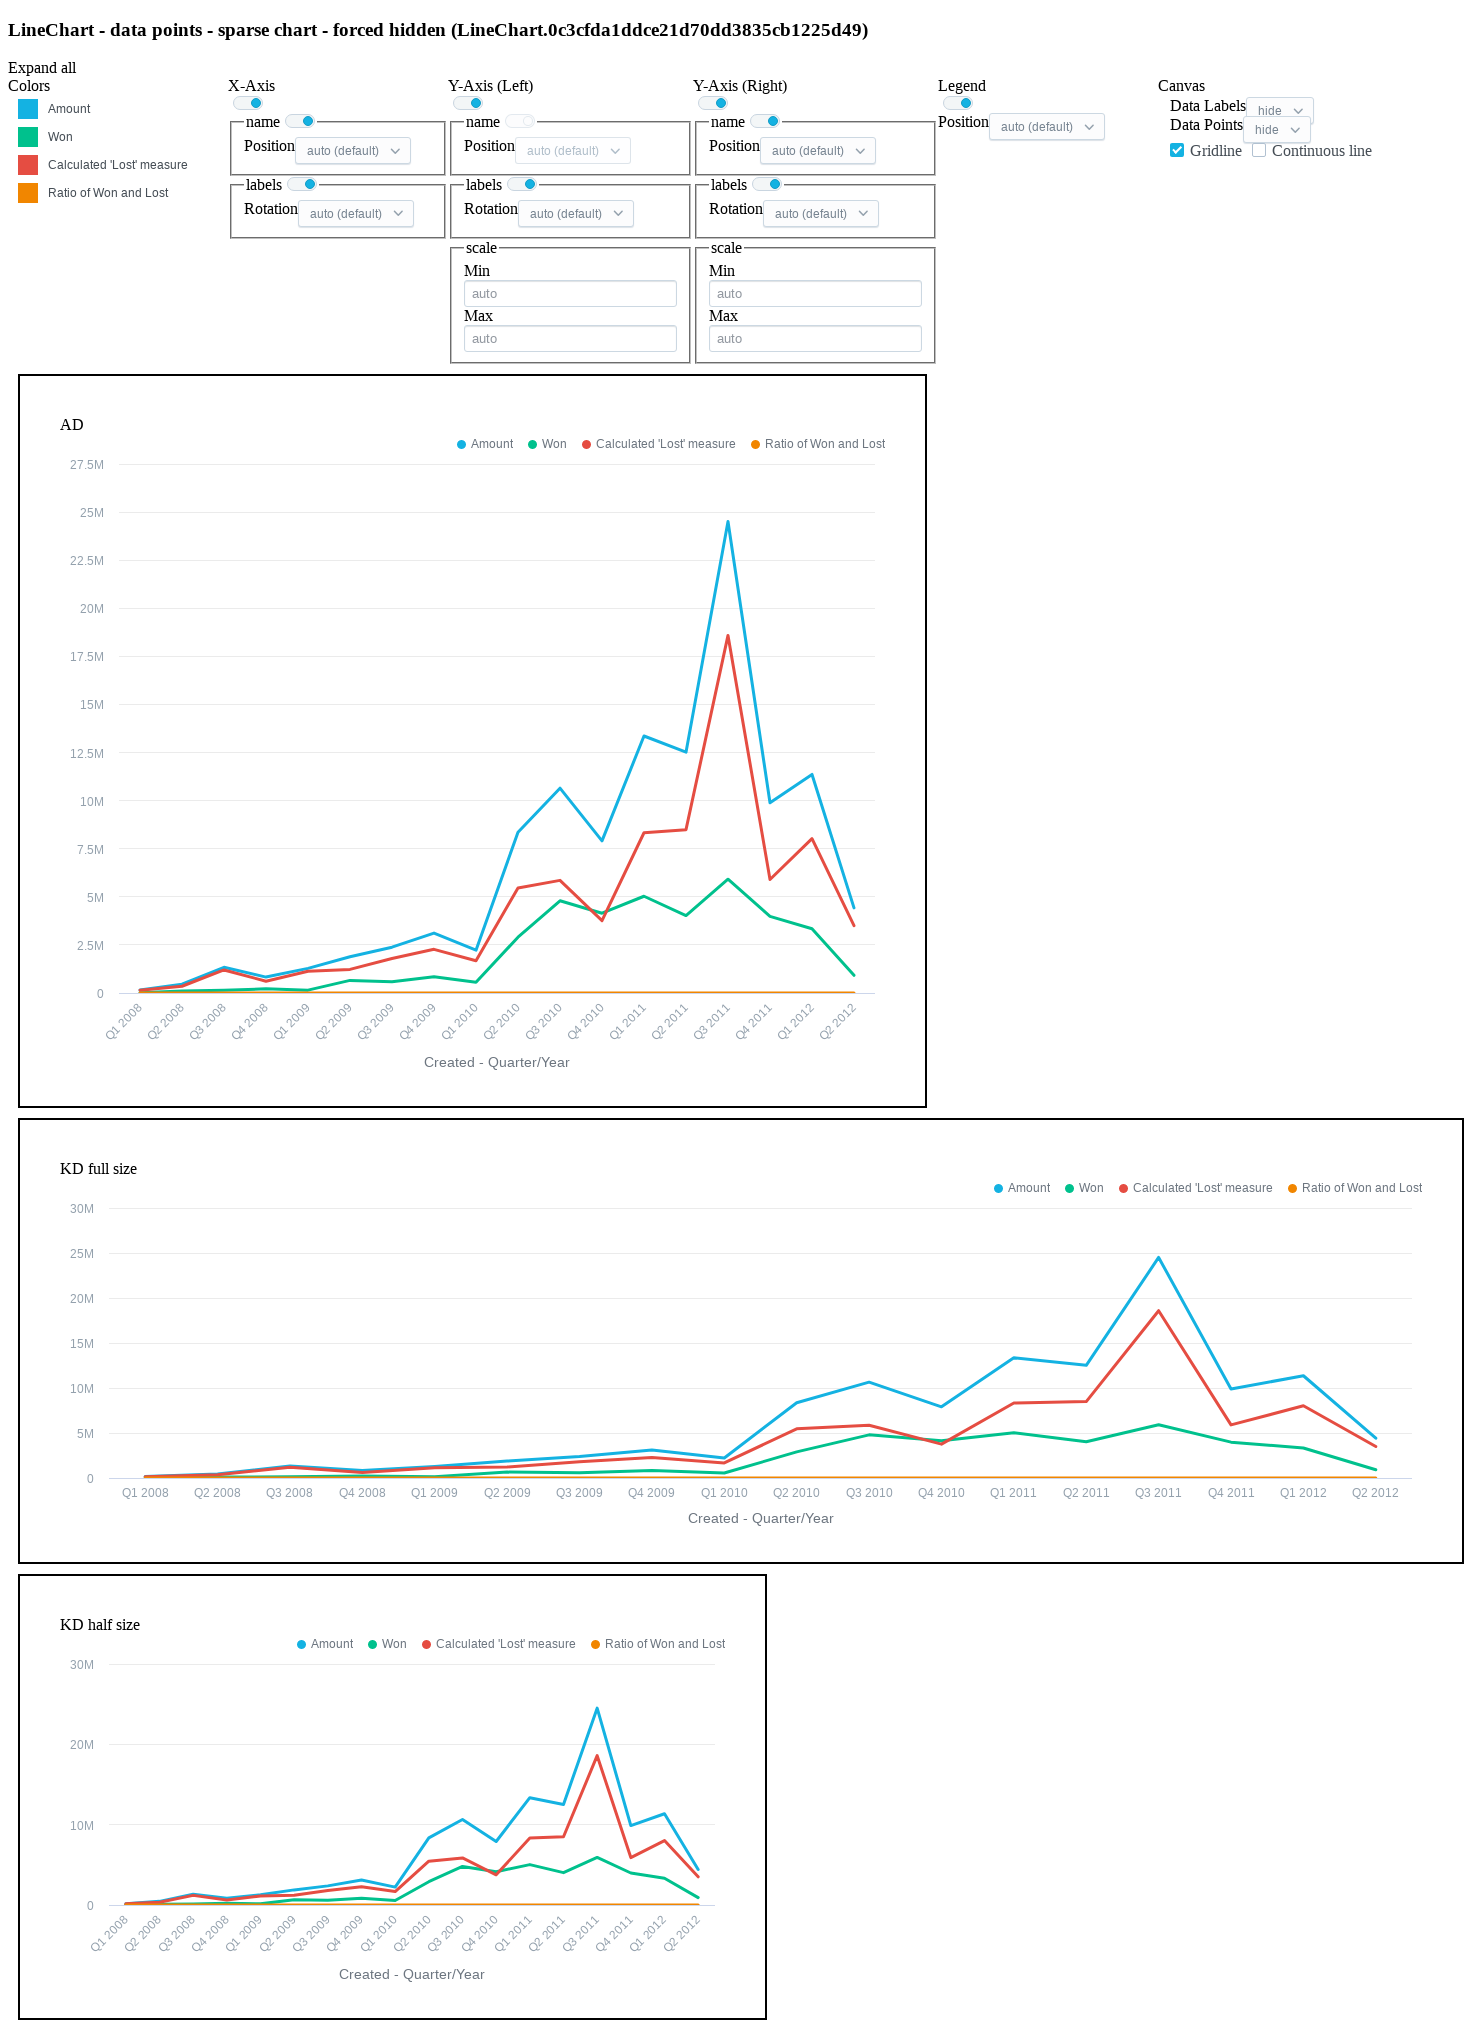 LineChart - data points - sparse chart - forced hidden (LineChart.0c3cfda1ddce21d70dd3835cb1225d49)
Expand all
Colors
Amount
Won
Calculated 'Lost' measure
Ratio of Won and Lost
X-Axis
name
Position auto (default)
labels
Rotation auto (default)
Y-Axis (Left)
name
Position auto (default)
labels
Rotation auto (default)
scale
Min
auto
Max
auto
Y-Axis (Right)
name
Position auto (default)
labels
Rotation auto (default)
scale
Min
auto
Max
auto
Legend
Position auto (default)
Canvas
Data Labels hide
Data Points hide
Gridline Continuous line
AD
Amount Won Calculated 'Lost' measure Ratio of Won and Lost
27.5M
25M
22.5M
20M
17.5M
15M
12.5M
10M
7.5M
5M
2.5M
0
Q1 2008 Q2 2008 Q3 2008 Q4 2008 Q1 2009 Q2 2009 Q3 2009 Q4 2009 Q1 2010 Q2 2010 Q3 2010 Q4 2010 Q1 2011 Q2 2011 Q3 2011 Q4 2011 Q1 2012 Q2 2012
Created - Quarter/Year
KD full size
Amount Won Calculated 'Lost' measure Ratio of Won and Lost
30M
25M
20M
15M
10M
5M
0
Q1 2008 Q2 2008 Q3 2008 Q4 2008 Q1 2009 Q2 2009 Q3 2009 Q4 2009 Q1 2010 Q2 2010 Q3 2010 Q4 2010 Q1 2011 Q2 2011 Q3 2011 Q4 2011 Q1 2012 Q2 2012
Created - Quarter/Year
KD half size
Amount Won Calculated 'Lost' measure Ratio of Won and Lost
30M
20M
10M
0
Q1 2008 Q2 2008 Q3 2008 Q4 2008 Q1 2009 Q2 2009 Q3 2009 Q4 2009 Q1 2010 Q2 2010 Q3 2010 Q4 2010 Q1 2011 Q2 2011 Q3 2011 Q4 2011 Q1 2012 Q2 2012
Created - Quarter/Year